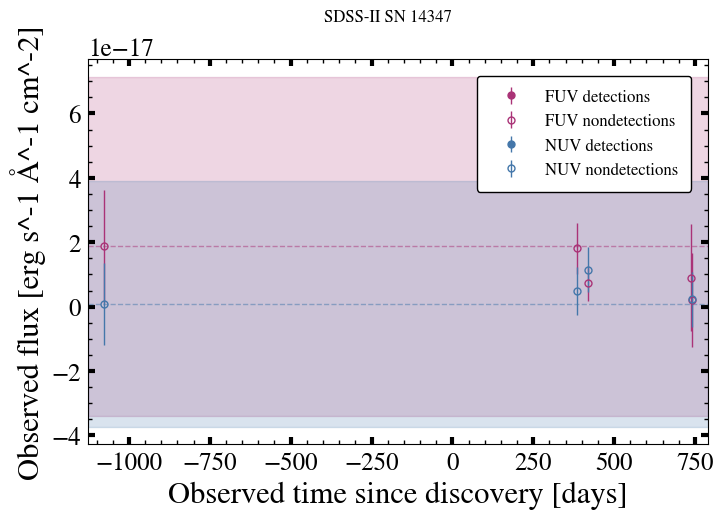 SDSS-II SN 14347
1e−17
Observed flux [erg s^-1 Å^-1 cm^-2]
6
4
2
0
−2
−4
FUV detections
FUV nondetections
NUV detections
NUV nondetections
−1000 −750 −500 −250 0 250 500 750
Observed time since discovery [days]